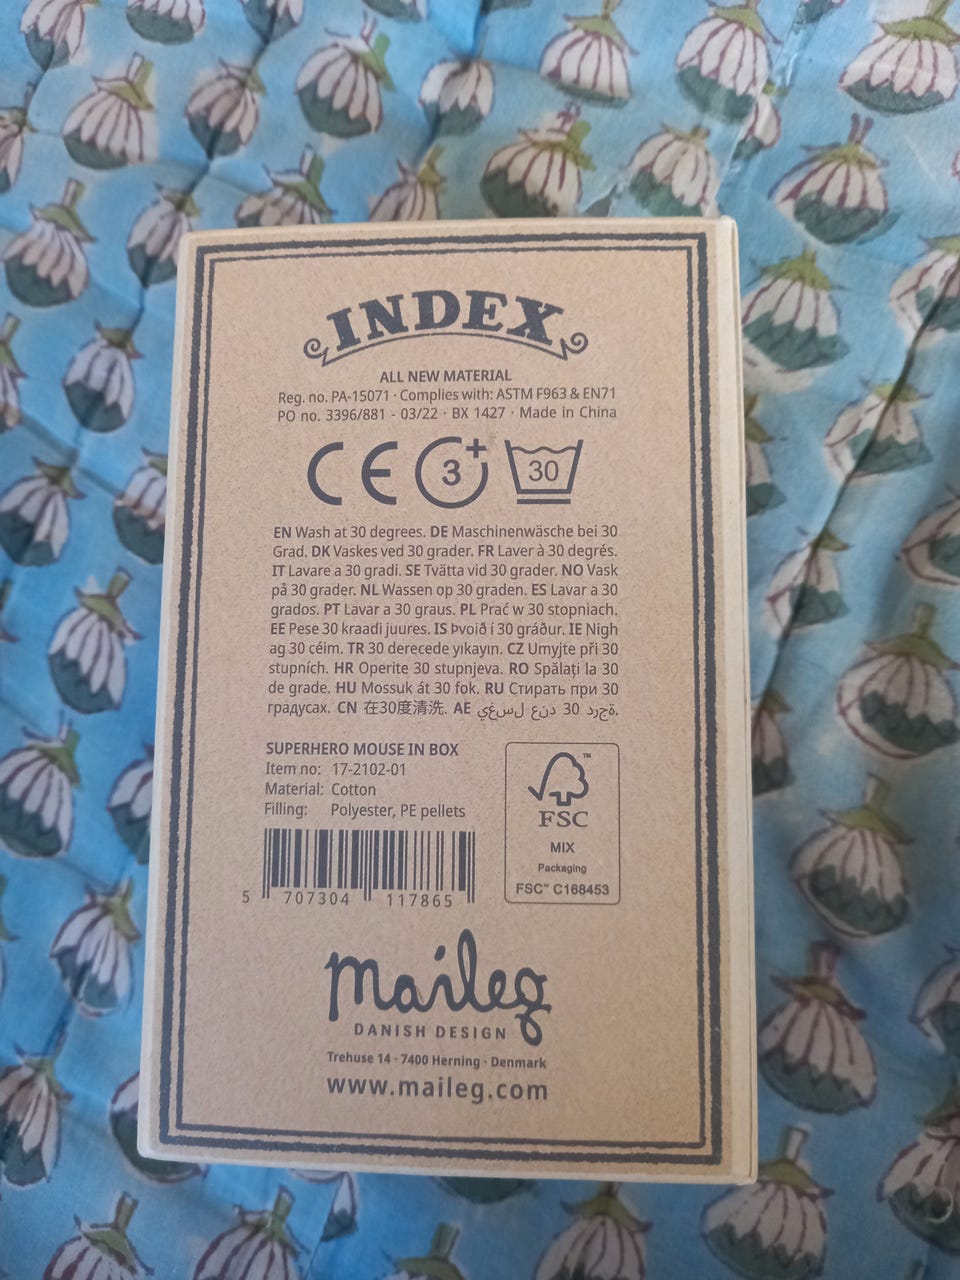 INDEX
ALL NEW MATERIAL
Reg. no. PA-15071 · Complies with: ASTM F963 & EN71
PO no. 3396/881 - 03/22 · BX 1427 · Made in China
CE 3+ 30
EN Wash at 30 degrees. DE Maschinenwäsche bei 30
Grad. DK Vaskes ved 30 grader. FR Laver à 30 degrés.
IT Lavare a 30 gradi. SE Tvätta vid 30 grader. NO Vask
på 30 grader. NL Wassen op 30 graden. ES Lavar a 30
grados. PT Lavar a 30 graus. PL Prać w 30 stopniach.
EE Pese 30 kraadi juures. IS Þvoið í 30 gráður. IE Nigh
ag 30 céim. TR 30 derecede yıkayın. CZ Umyjte při 30
stupních. HR Operite 30 stupnjeva. RO Spălați la 30
de grade. HU Mossuk át 30 fok. RU Стирать при 30
градусах. CN 在30度清洗. AE يغسل عند 30 درجة.
SUPERHERO MOUSE IN BOX
Item no: 17-2102-01
Material: Cotton
Filling: Polyester, PE pellets
5 707304 117865
FSC™
MIX
Packaging
FSC™ C168453
maileg
DANISH DESIGN
Trehuse 14 · 7400 Herning · Denmark
www.maileg.com